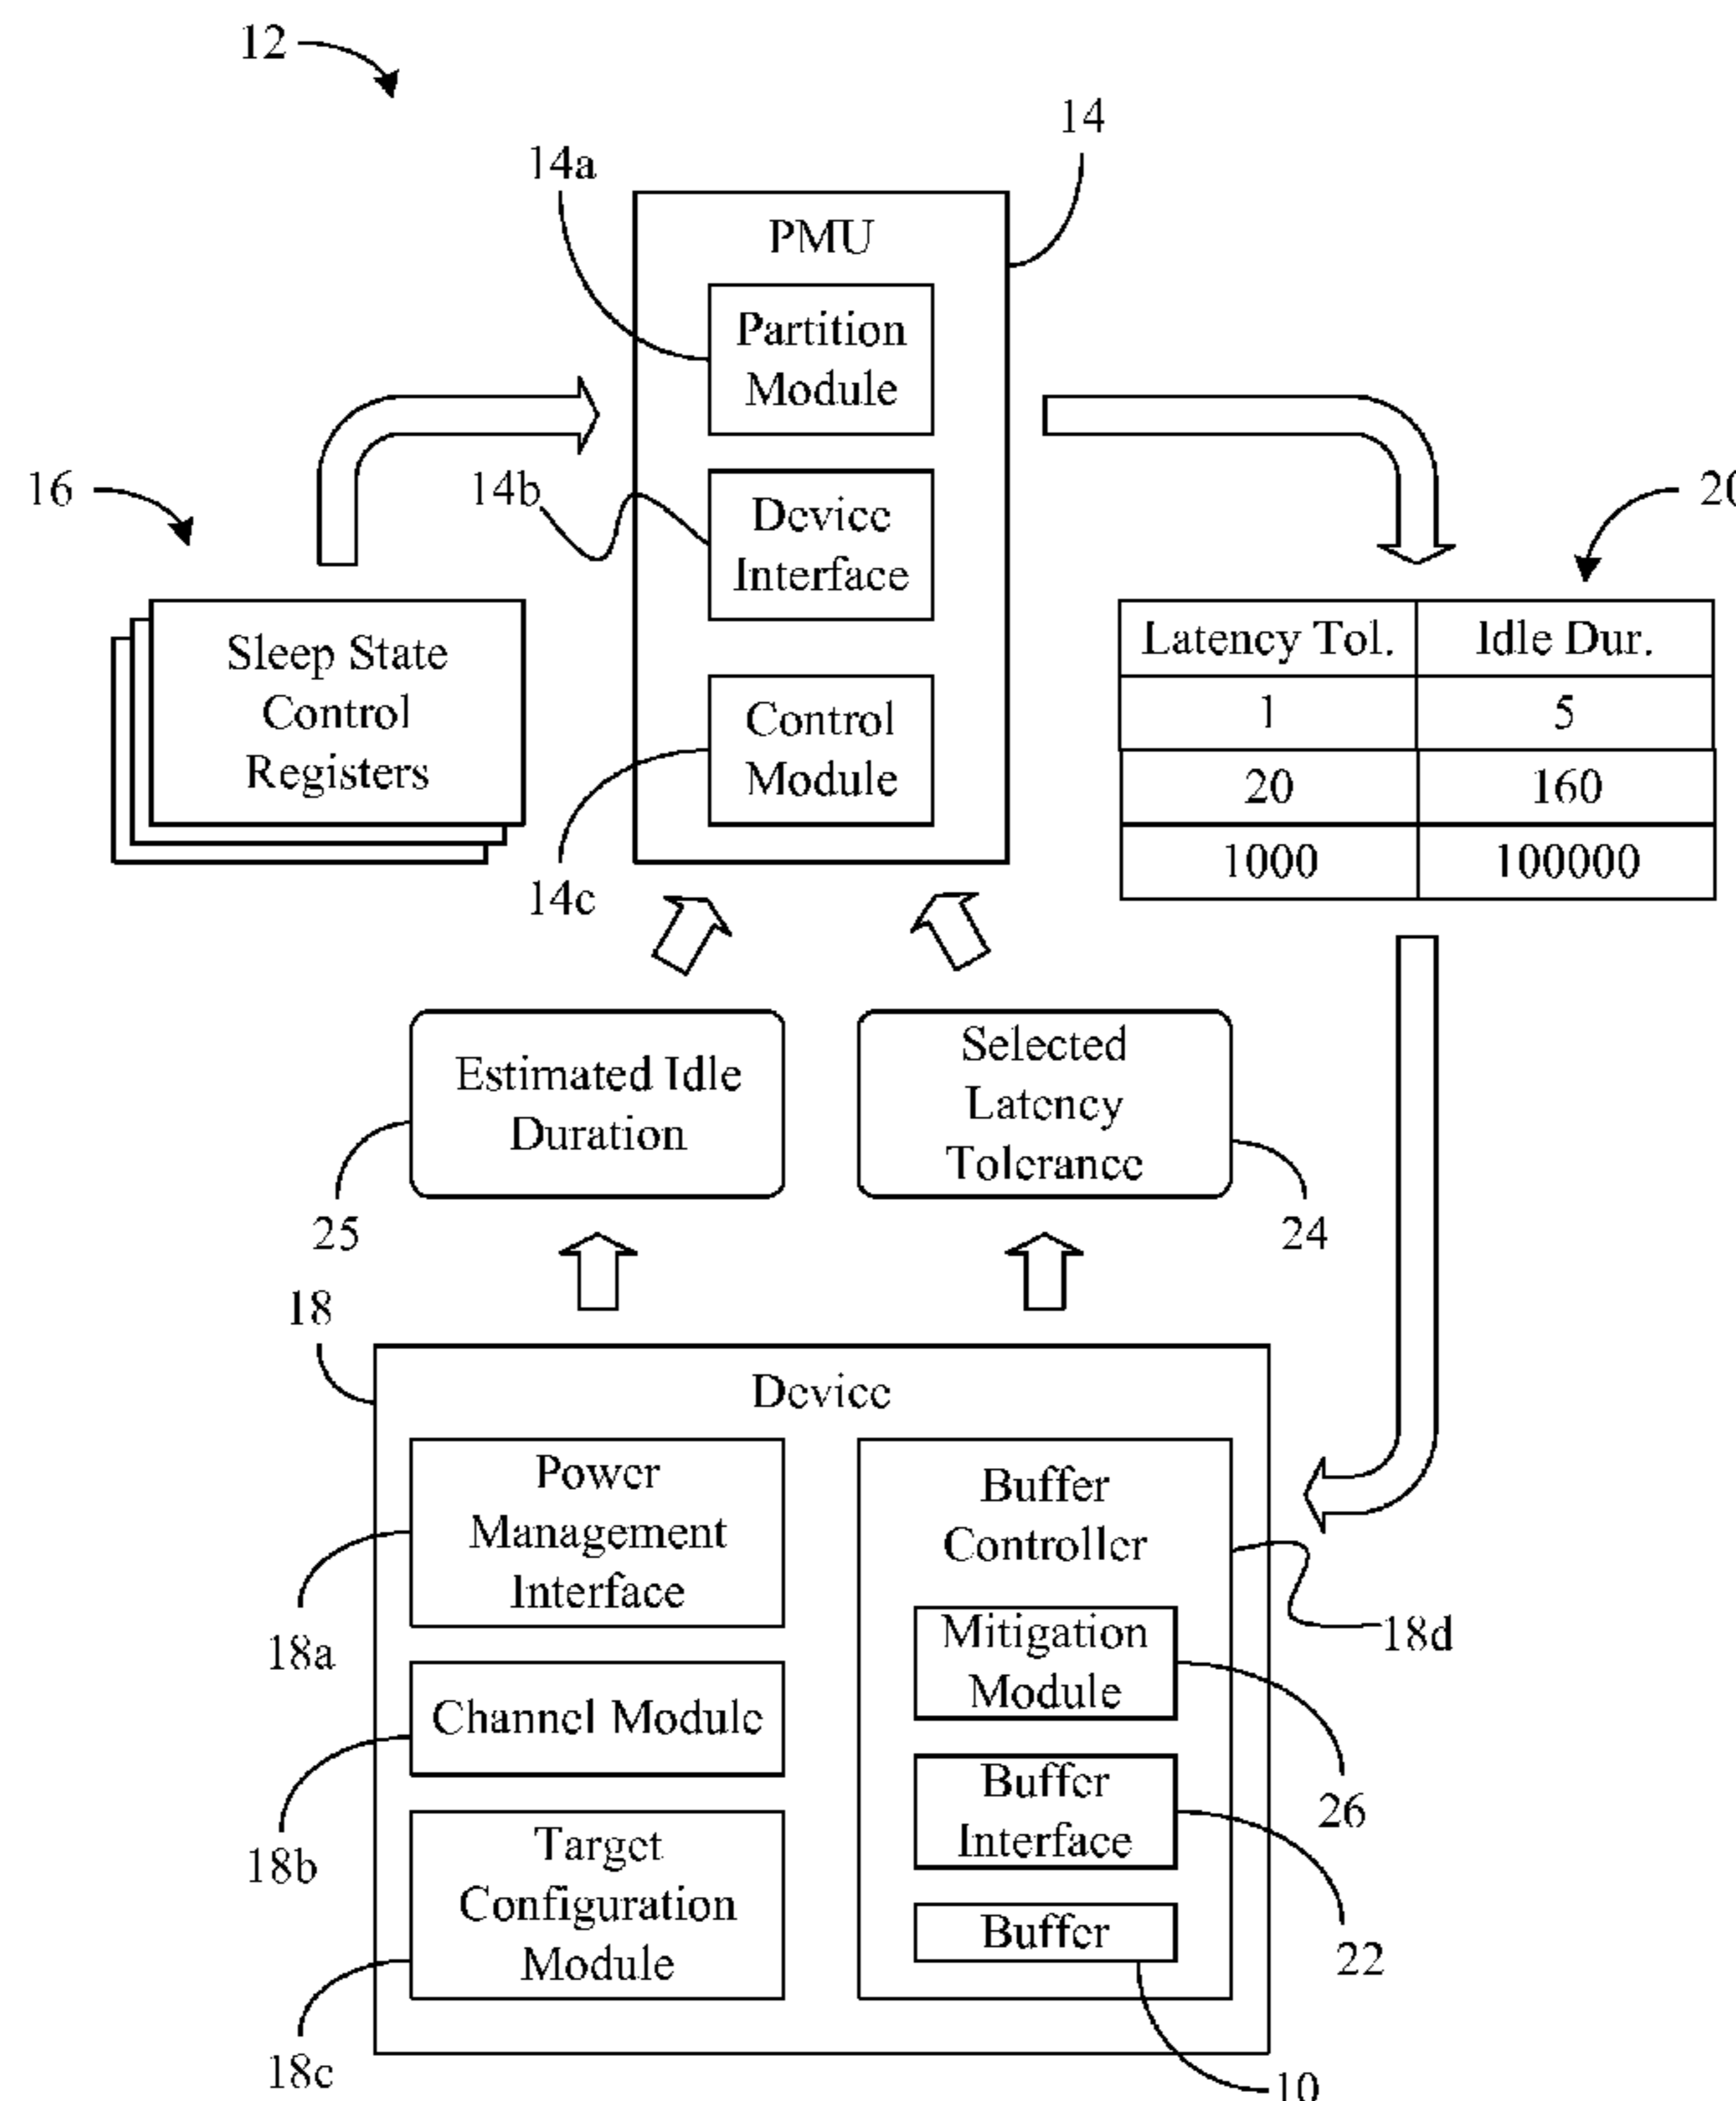 12
14
14a
PMU
Partition
Module
16
14b
Device
Interface
20
Sleep State
Control
Registers
Control
Module
14c
Latency Tol. Idle Dur.
1 5
20 160
1000 100000
Estimated Idle
Duration
Selected
Latency
Tolerance
25
24
18
Device
Power
Management
Interface
18a
Channel Module
18b
Target
Configuration
Module
18c
Buffer
Controller
18d
Mitigation
Module
26
Buffer
Interface
22
Buffer
10